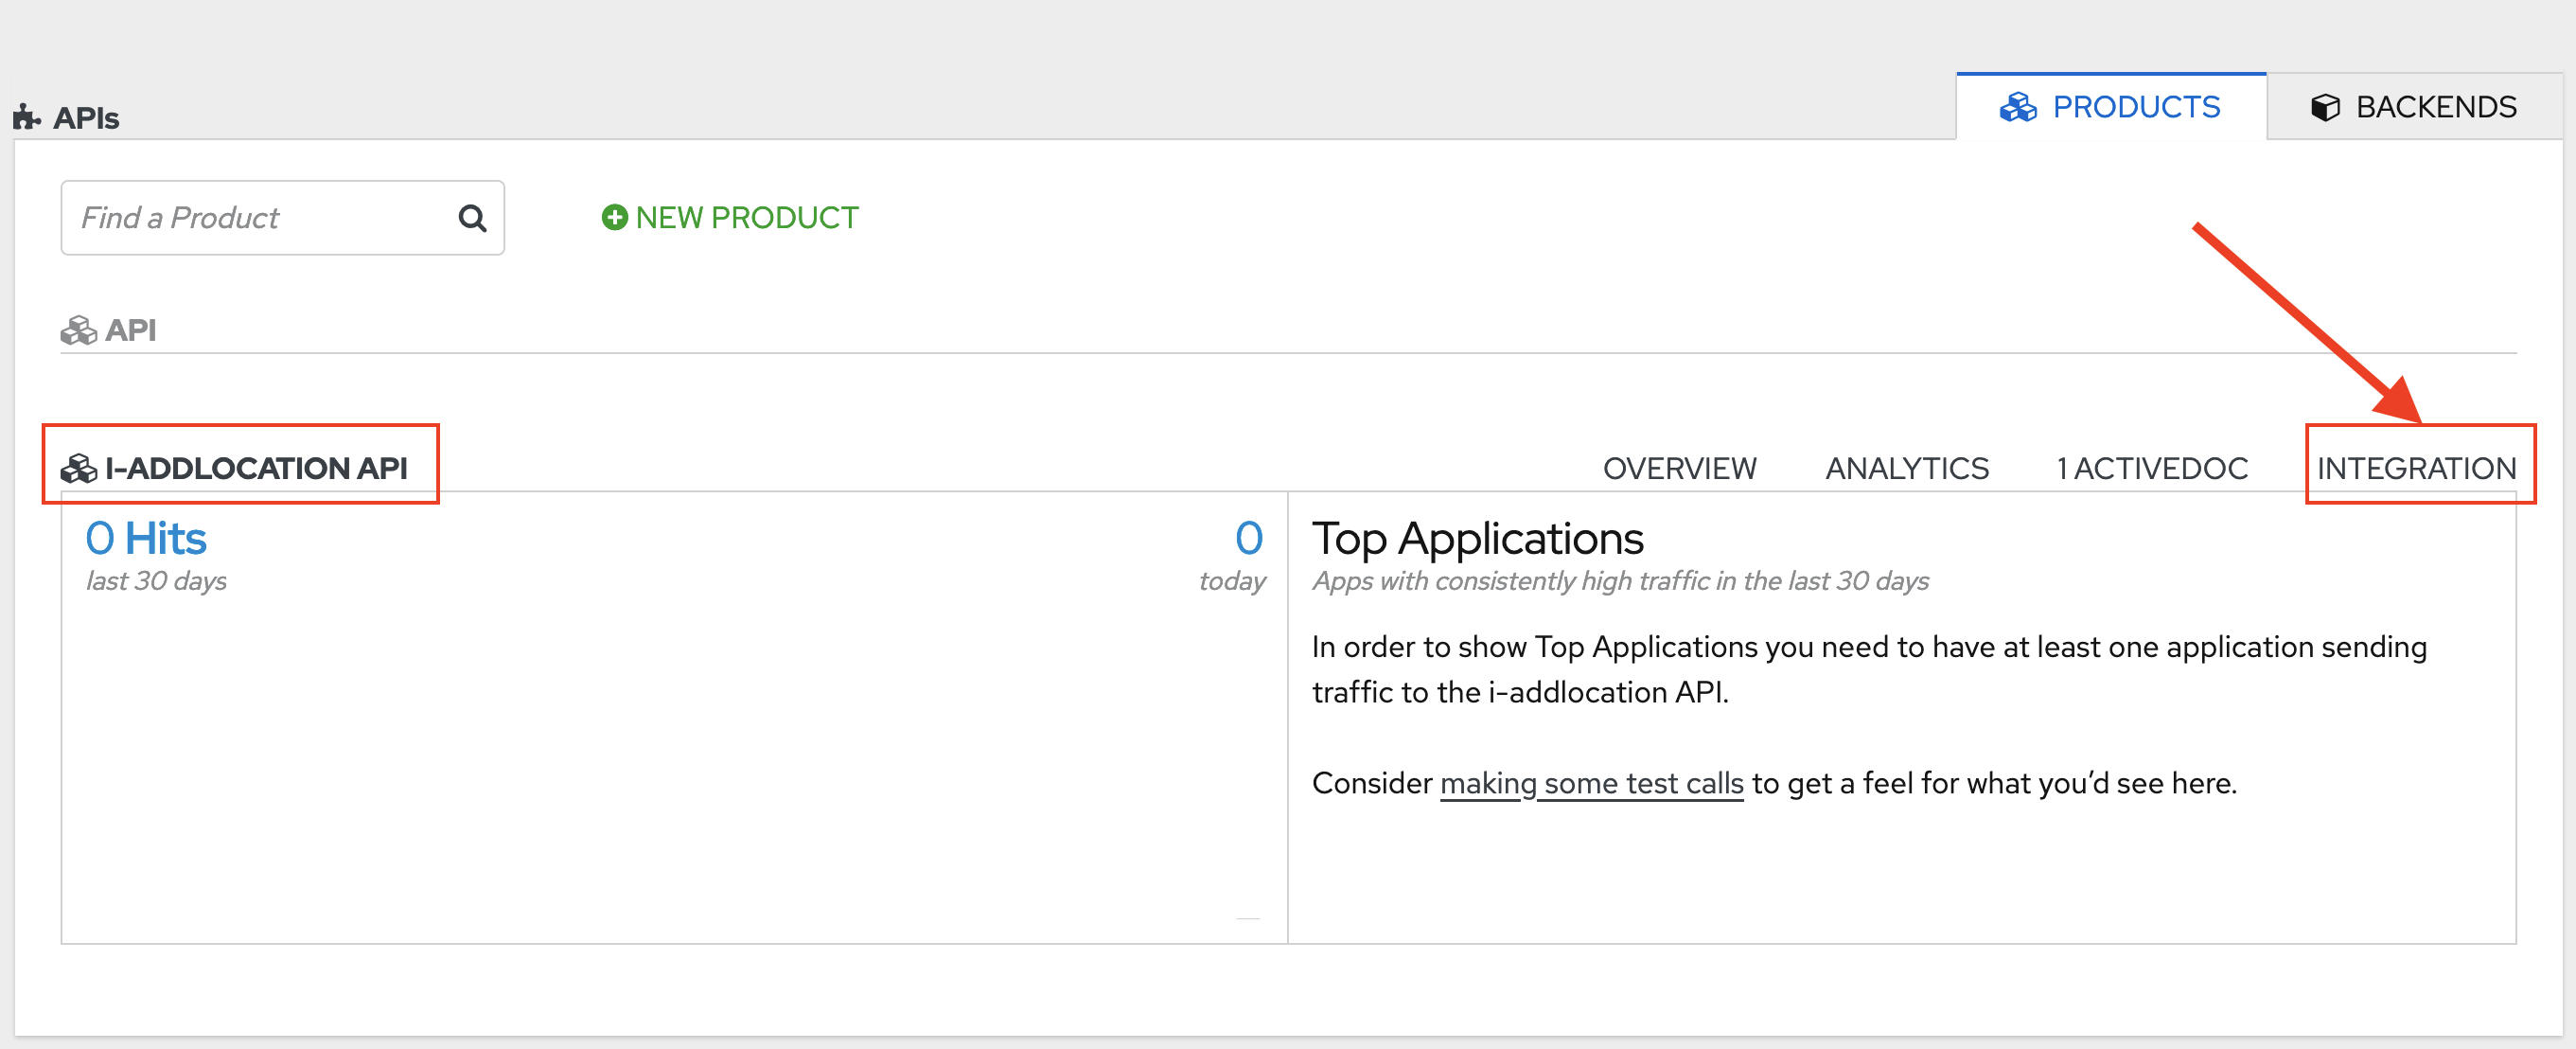 APIs
PRODUCTS
BACKENDS
Find a Product
NEW PRODUCT
API
I-ADDLOCATION API
OVERVIEW
ANALYTICS
1 ACTIVEDOC
INTEGRATION
0 Hits
last 30 days
0
today
Top Applications
Apps with consistently high traffic in the last 30 days
In order to show Top Applications you need to have at least one application sending
traffic to the i-addlocation API.
Consider making some test calls to get a feel for what you’d see here.